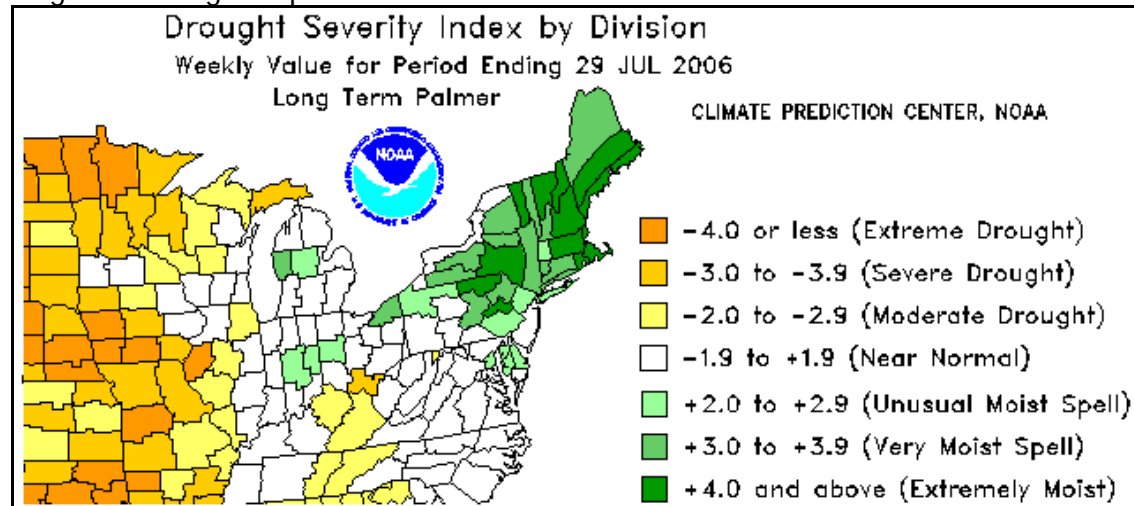 Drought Severity Index by Division
Weekly Value for Period Ending 29 JUL 2006
Long Term Palmer
CLIMATE PREDICTION CENTER, NOAA
NOAA
-4.0 or less (Extreme Drought)
-3.0 to -3.9 (Severe Drought)
-2.0 to -2.9 (Moderate Drought)
-1.9 to +1.9 (Near Normal)
+2.0 to +2.9 (Unusual Moist Spell)
+3.0 to +3.9 (Very Moist Spell)
+4.0 and above (Extremely Moist)